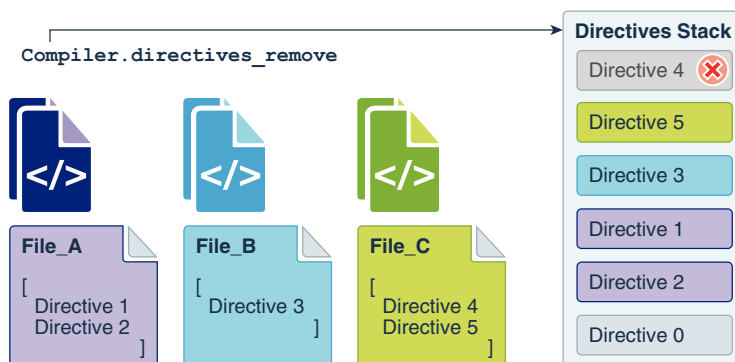 Compiler.directives_remove
</>
</>
</>
File_A
[
Directive 1
Directive 2
]
File_B
[
Directive 3
]
File_C
[
Directive 4
Directive 5
]
Directives Stack
Directive 4
Directive 5
Directive 3
Directive 1
Directive 2
Directive 0